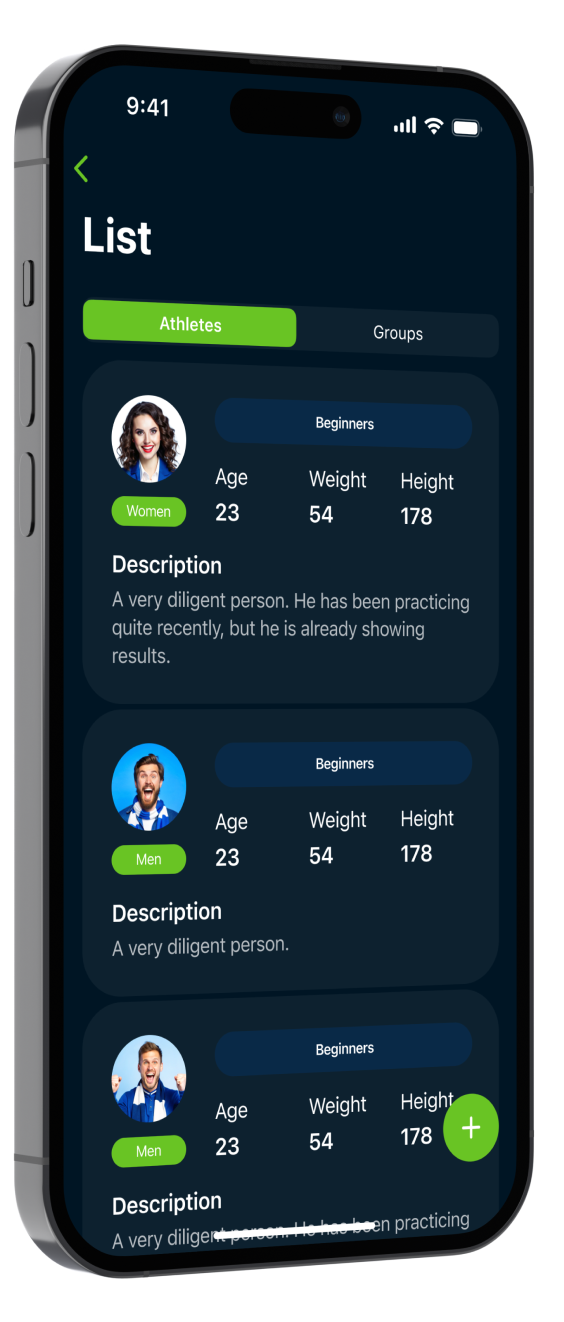 9:41
List
Athletes Groups
Beginners
Age Weight Height
Women 23 54 178
Description
A very diligent person. He has been practicing
quite recently, but he is already showing
results.
Beginners
Age Weight Height
Men 23 54 178
Description
A very diligent person.
Beginners
Age Weight Height
Men 23 54 178
Description
A very diligent person. He has been practicing